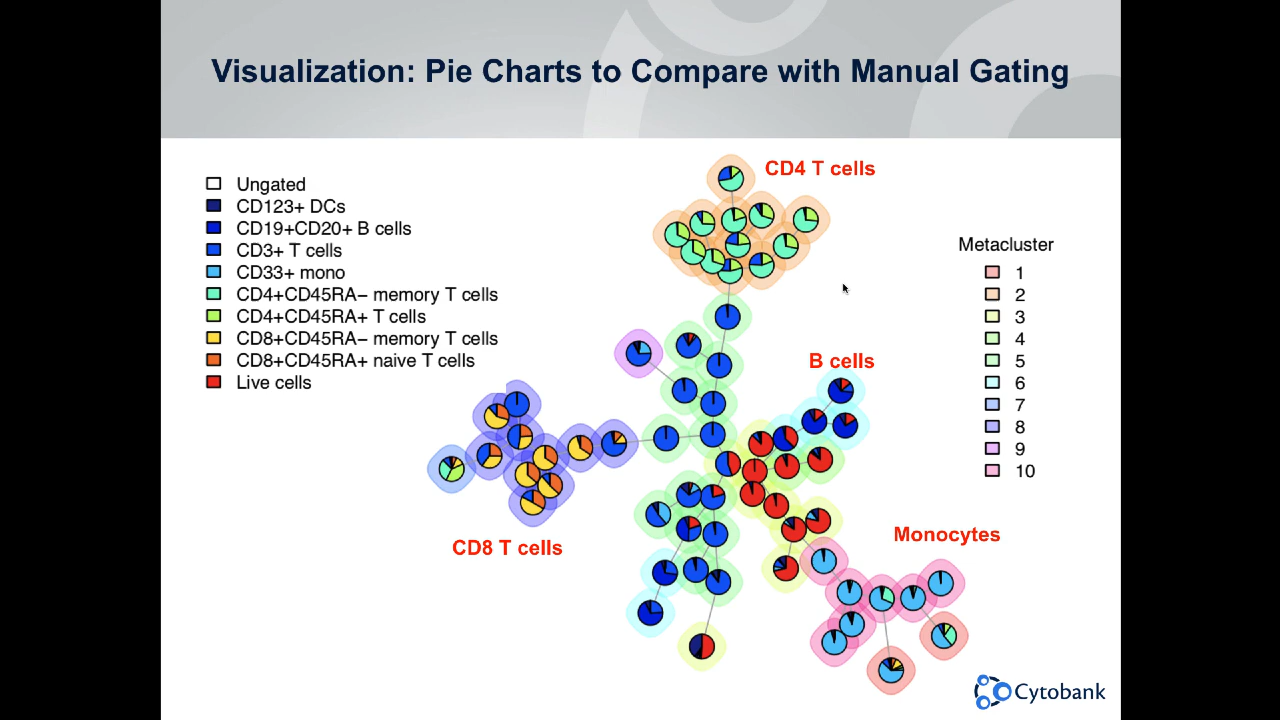 Visualization: Pie Charts to Compare with Manual Gating
CD4 T cells
Ungated
CD123+ DCs
CD19+CD20+ B cells
CD3+ T cells
CD33+ mono
CD4+CD45RA− memory T cells
CD4+CD45RA+ T cells
CD8+CD45RA− memory T cells
CD8+CD45RA+ naive T cells
Live cells
Metacluster
1
2
3
4
5
6
7
8
9
10
B cells
CD8 T cells
Monocytes
Cytobank